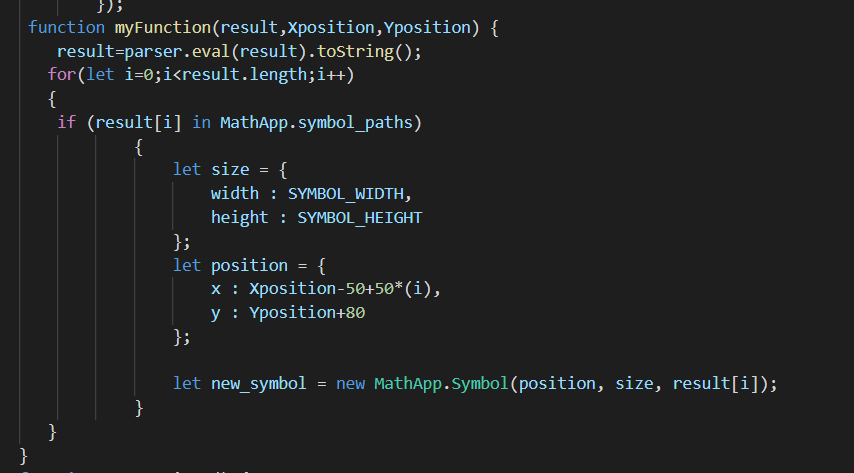 });
function myFunction(result,Xposition,Yposition) {
result=parser.eval(result).toString();
for(let i=0;i<result.length;i++)
{
if (result[i] in MathApp.symbol_paths)
{
let size = {
width : SYMBOL_WIDTH,
height : SYMBOL_HEIGHT
};
let position = {
x : Xposition-50+50*(i),
y : Yposition+80
};
let new_symbol = new MathApp.Symbol(position, size, result[i]);
}
}
}